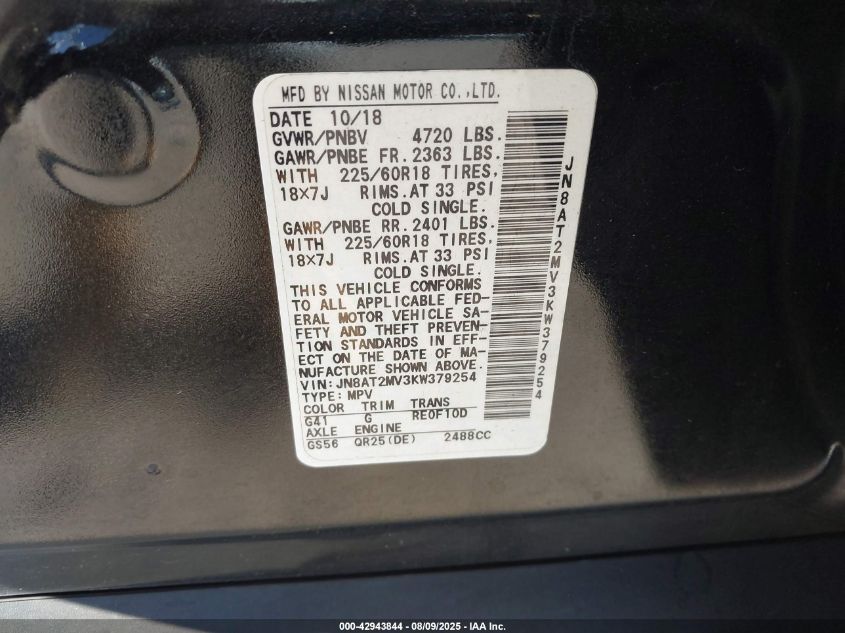 MFD BY NISSAN MOTOR CO.,LTD.
DATE 10/18
GVWR/PNBV 4720 LBS.
GAWR/PNBE FR. 2363 LBS.
WITH 225/60R18 TIRES,
18×7J RIMS.AT 33 PSI
COLD SINGLE.
GAWR/PNBE RR. 2401 LBS.
WITH 225/60R18 TIRES,
18×7J RIMS.AT 33 PSI
COLD SINGLE.
THIS VEHICLE CONFORMS
TO ALL APPLICABLE FED-
ERAL MOTOR VEHICLE SA-
FETY AND THEFT PREVEN-
TION STANDARDS IN EFF-
ECT ON THE DATE OF MA-
NUFACTURE SHOWN ABOVE.
VIN: JN8AT2MV3KW379254
TYPE: MPV
COLOR TRIM TRANS
G41 G RE0F10D
AXLE ENGINE
GS56 QR25(DE) 2488CC
JN8AT2MV3KW379254
000-42943844 - 08/09/2025 - IAA Inc.